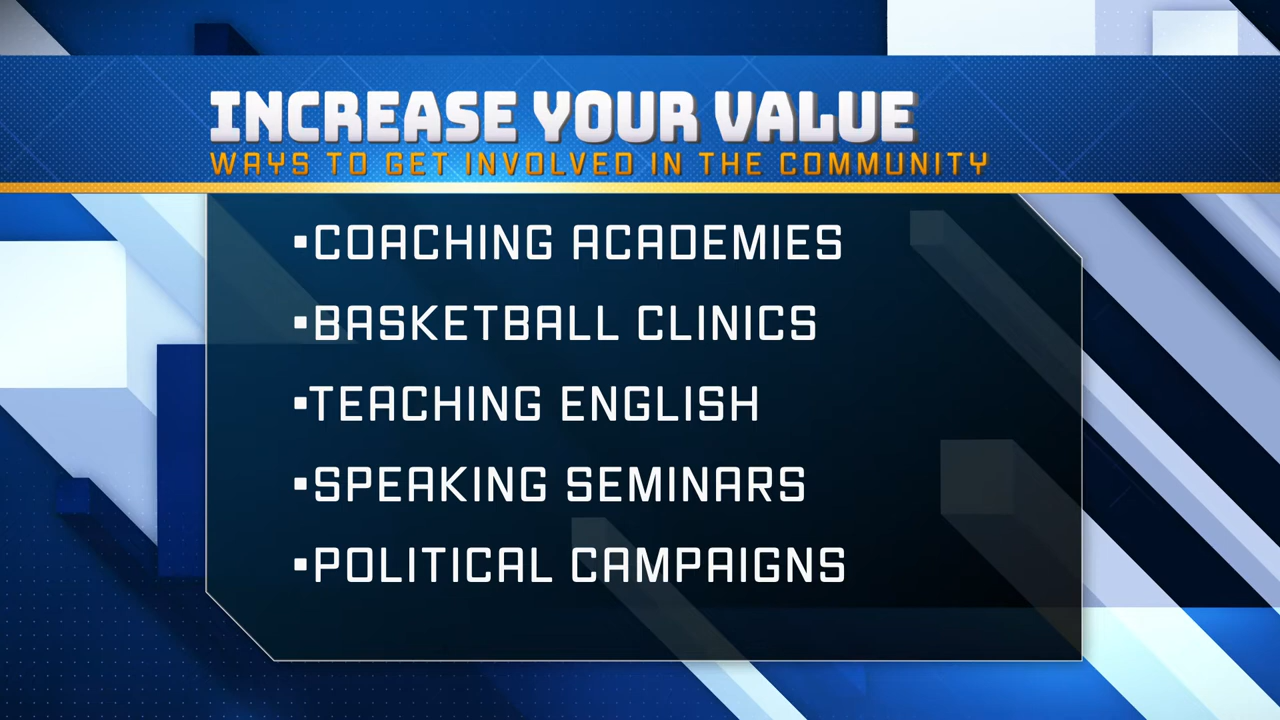 INCREASE YOUR VALUE
WAYS TO GET INVOLVED IN THE COMMUNITY
▪COACHING ACADEMIES
▪BASKETBALL CLINICS
▪TEACHING ENGLISH
▪SPEAKING SEMINARS
▪POLITICAL CAMPAIGNS